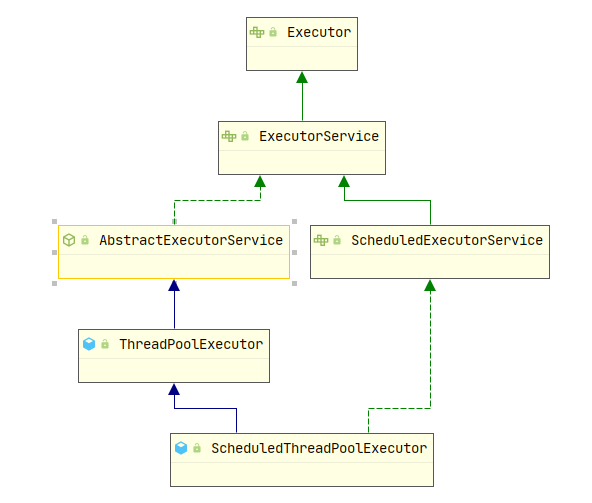 Executor
ExecutorService
AbstractExecutorService
ScheduledExecutorService
ThreadPoolExecutor
ScheduledThreadPoolExecutor